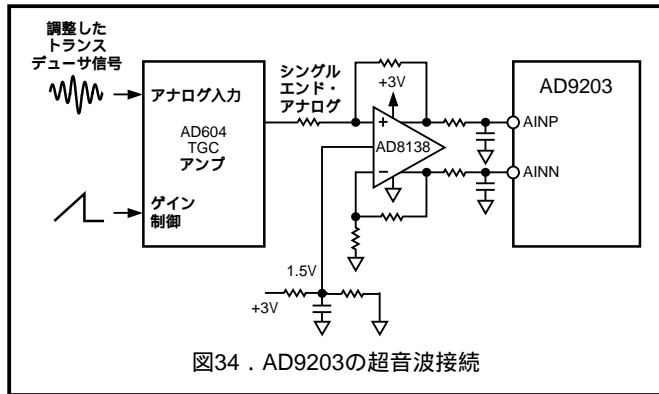 調整した
トランス
デューサ信号
アナログ入力
AD604
TGC
アンプ
ゲイン
制御
シングル
エンド・
アナログ
+3V
+
AD8138
−
1.5V
+3V
AD9203
AINP
AINN
図34．AD9203の超音波接続